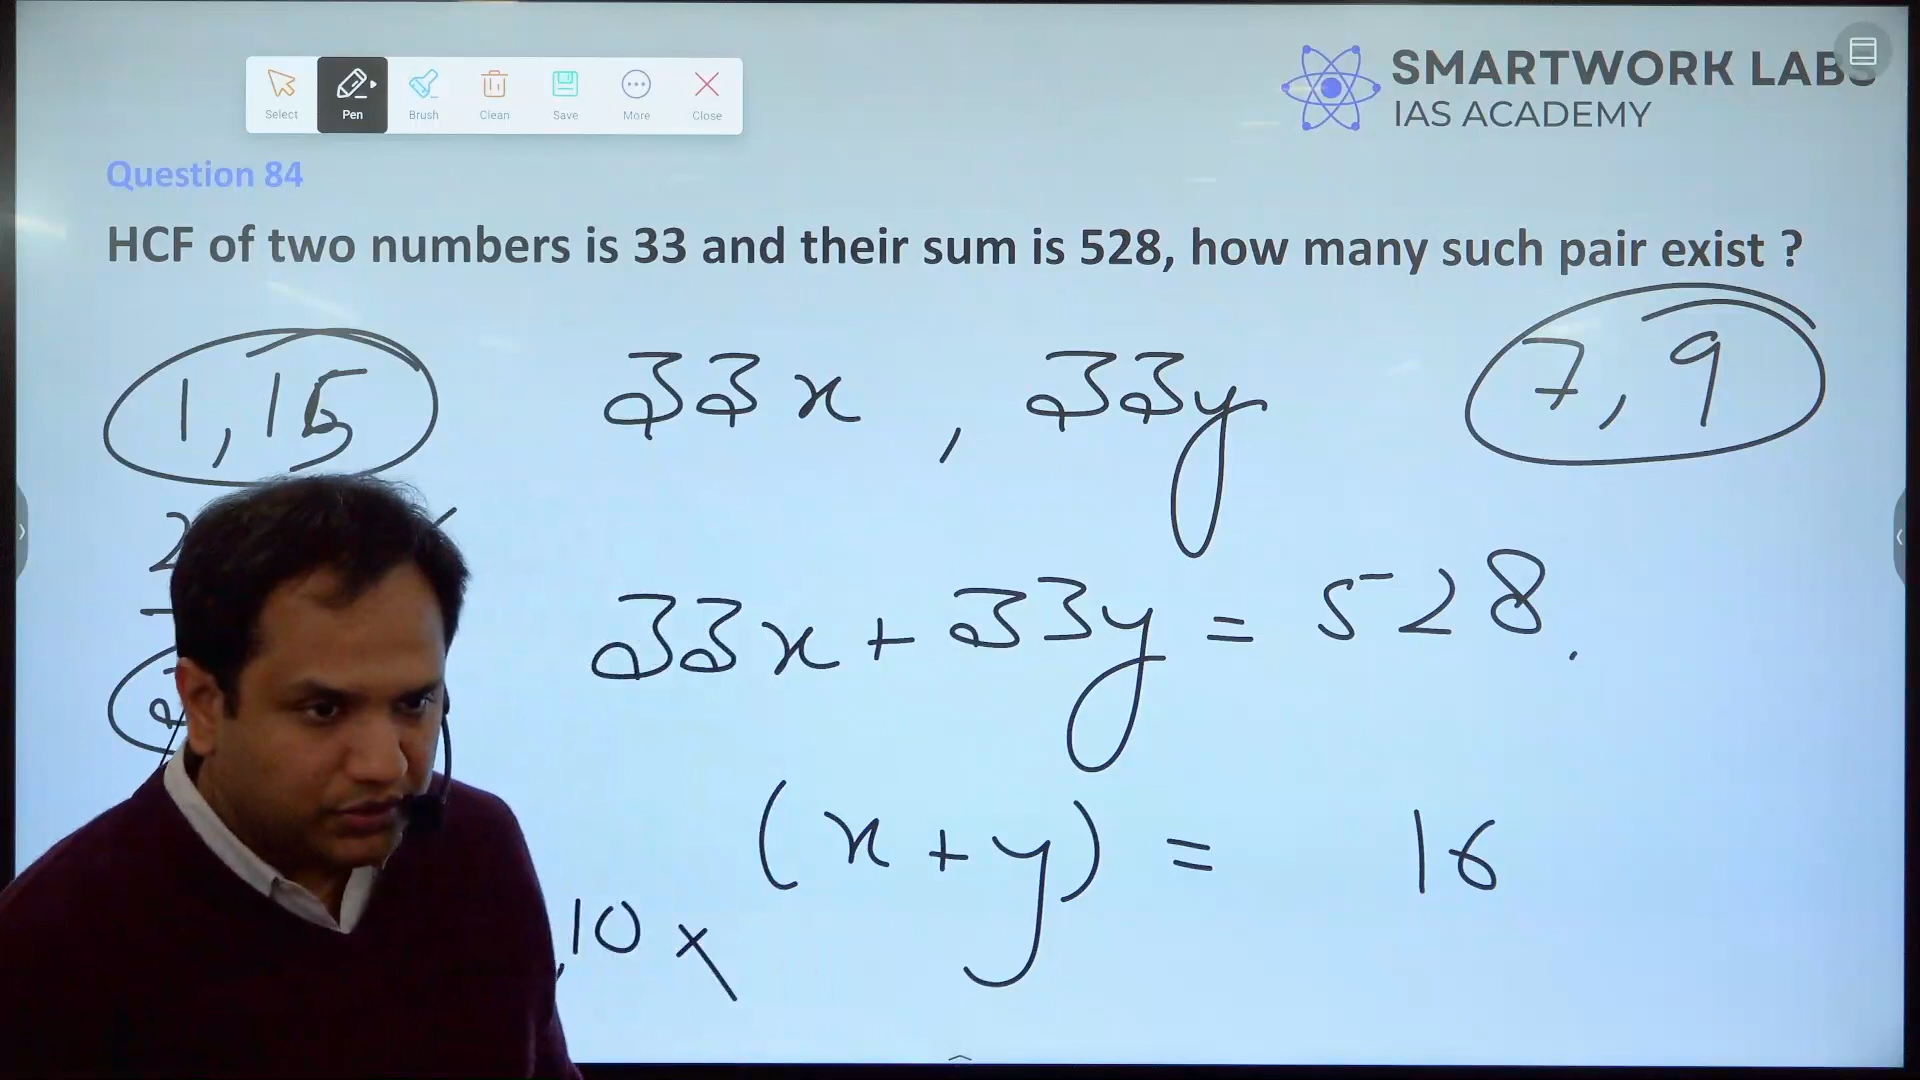 SMARTWORK LABS
IAS ACADEMY
Select Pen Brush Clean Save More Close
Question 84
HCF of two numbers is 33 and their sum is 528, how many such pair exist ?
1, 15
33x , 33y
7, 9
33x + 33y = 528.
(x + y) = 16
,10 ×